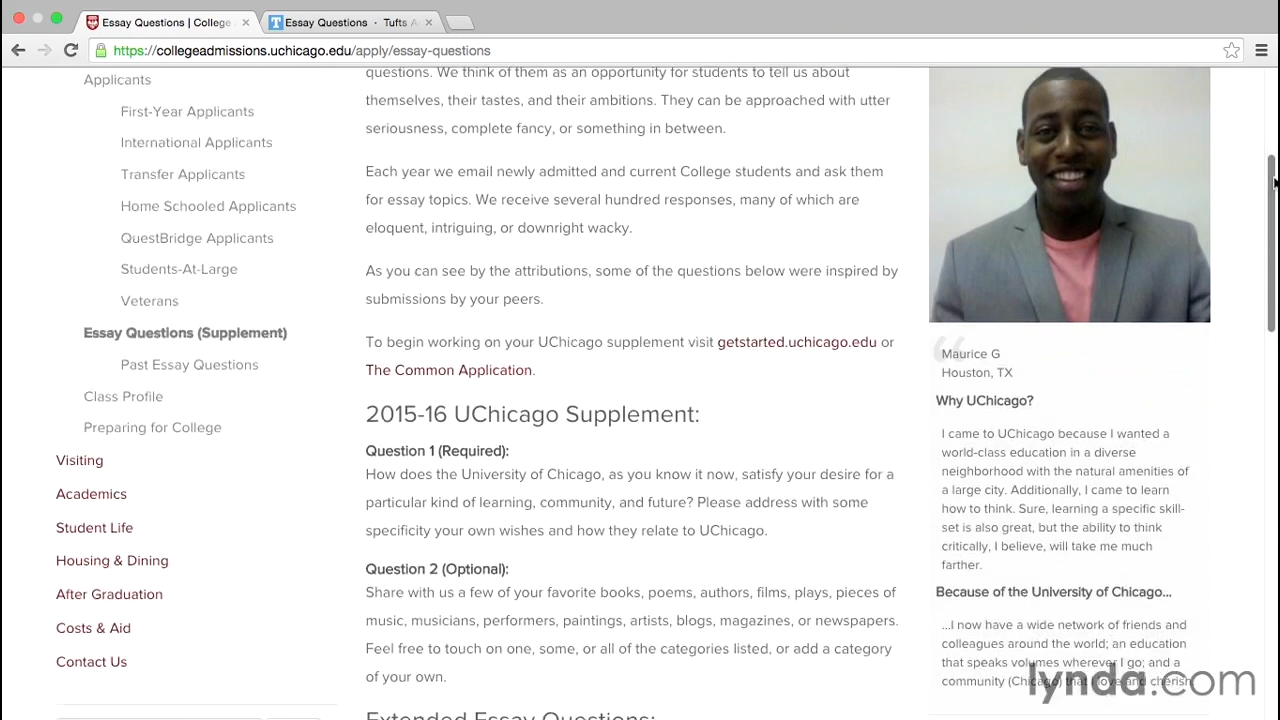 Essay Questions | College
Essay Questions · Tufts A
https://collegeadmissions.uchicago.edu/apply/essay-questions
Applicants
First-Year Applicants
International Applicants
Transfer Applicants
Home Schooled Applicants
QuestBridge Applicants
Students-At-Large
Veterans
Essay Questions (Supplement)
Past Essay Questions
Class Profile
Preparing for College
Visiting
Academics
Student Life
Housing & Dining
After Graduation
Costs & Aid
Contact Us
questions. We think of them as an opportunity for students to tell us about
themselves, their tastes, and their ambitions. They can be approached with utter
seriousness, complete fancy, or something in between.
Each year we email newly admitted and current College students and ask them
for essay topics. We receive several hundred responses, many of which are
eloquent, intriguing, or downright wacky.
As you can see by the attributions, some of the questions below were inspired by
submissions by your peers.
To begin working on your UChicago supplement visit getstarted.uchicago.edu or
The Common Application.
2015-16 UChicago Supplement:
Question 1 (Required):
How does the University of Chicago, as you know it now, satisfy your desire for a
particular kind of learning, community, and future? Please address with some
specificity your own wishes and how they relate to UChicago.
Question 2 (Optional):
Share with us a few of your favorite books, poems, authors, films, plays, pieces of
music, musicians, performers, paintings, artists, blogs, magazines, or newspapers.
Feel free to touch on one, some, or all of the categories listed, or add a category
of your own.
Extended Essay Questions:
“
Maurice G
Houston, TX
Why UChicago?
I came to UChicago because I wanted a
world-class education in a diverse
neighborhood with the natural amenities of
a large city. Additionally, I came to learn
how to think. Sure, learning a specific skill-
set is also great, but the ability to think
critically, I believe, will take me much
farther.
Because of the University of Chicago...
...I now have a wide network of friends and
colleagues around the world; an education
that speaks volumes wherever I go; and a
community (Chicago) that I love and cherish.
lynda.com